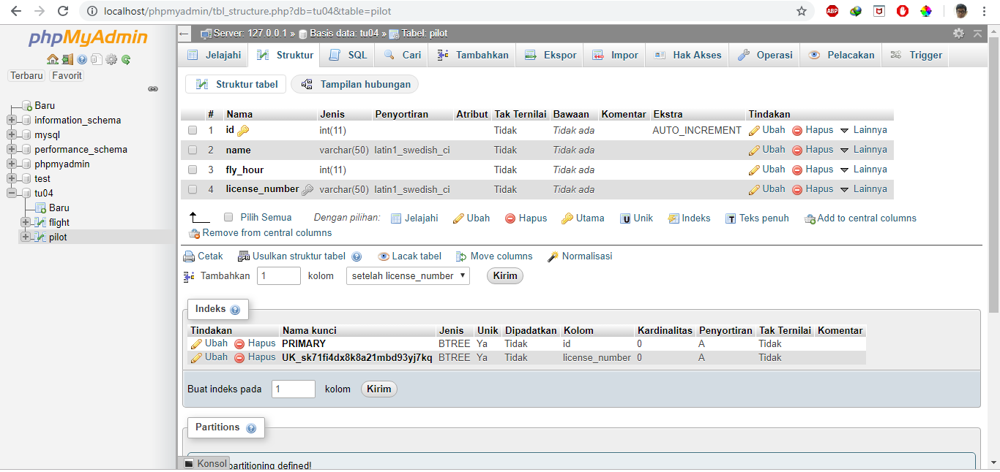 localhost/phpmyadmin/tbl_structure.php?db=tu04&table=pilot
ABP
phpMyAdmin
Terbaru Favorit
Baru
information_schema
mysql
performance_schema
phpmyadmin
test
tu04
Baru
flight
pilot
Server: 127.0.0.1 » Basis data: tu04 » Tabel: pilot
Jelajahi Struktur SQL Cari Tambahkan Ekspor Impor Hak Akses Operasi Pelacakan Trigger
Struktur tabel Tampilan hubungan
# Nama Jenis Penyortiran Atribut Tak Ternilai Bawaan Komentar Ekstra Tindakan
1 id int(11) Tidak Tidak ada AUTO_INCREMENT Ubah Hapus Lainnya
2 name varchar(50) latin1_swedish_ci Tidak Tidak ada Ubah Hapus Lainnya
3 fly_hour int(11) Tidak Tidak ada Ubah Hapus Lainnya
4 license_number varchar(50) latin1_swedish_ci Tidak Tidak ada Ubah Hapus Lainnya
Pilih Semua Dengan pilihan: Jelajahi Ubah Hapus Utama Unik Indeks Teks penuh Add to central columns
Remove from central columns
Cetak Usulkan struktur tabel Lacak tabel Move columns Normalisasi
Tambahkan 1 kolom setelah license_number Kirim
Indeks
Tindakan Nama kunci Jenis Unik Dipadatkan Kolom Kardinalitas Penyortiran Tak Ternilai Komentar
Ubah Hapus PRIMARY BTREE Ya Tidak id 0 A Tidak
Ubah Hapus UK_sk71fi4dx8k8a21mbd93yj7kq BTREE Ya Tidak license_number 0 A Tidak
Buat indeks pada 1 kolom Kirim
Partitions
Konsol partitioning defined!